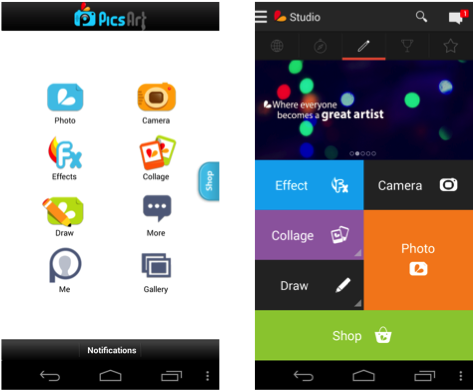 PicsArt
Photo
Camera
Effects
Collage
Shop
Draw
More
Me
Gallery
Notifications
Studio
1
Where everyone
becomes a great artist
Effect
Camera
Collage
Photo
Draw
Shop